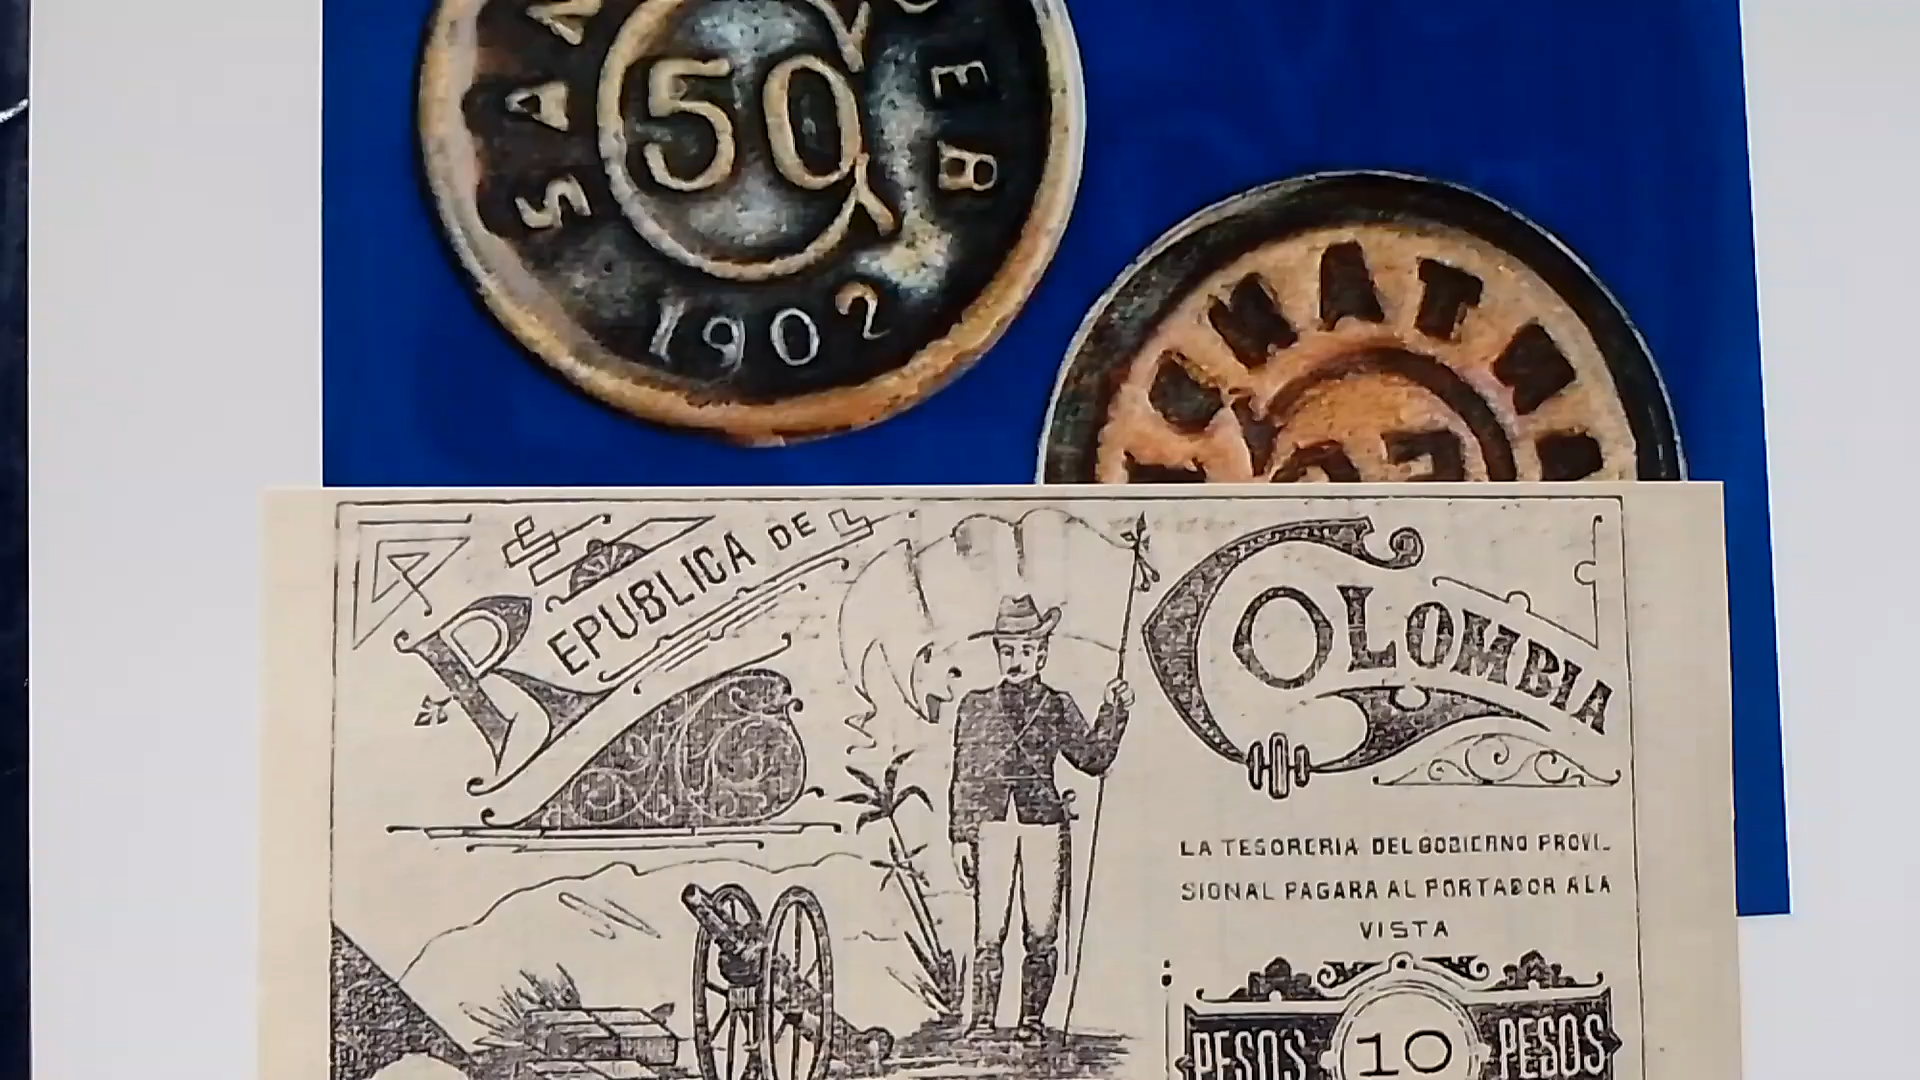 50
1902
REPUBLICA DE
COLOMBIA
LA TESORERIA DEL GOBIERNO PROVI-
SIONAL PAGARA AL PORTADOR A LA
VISTA
PESOS 10 PESOS